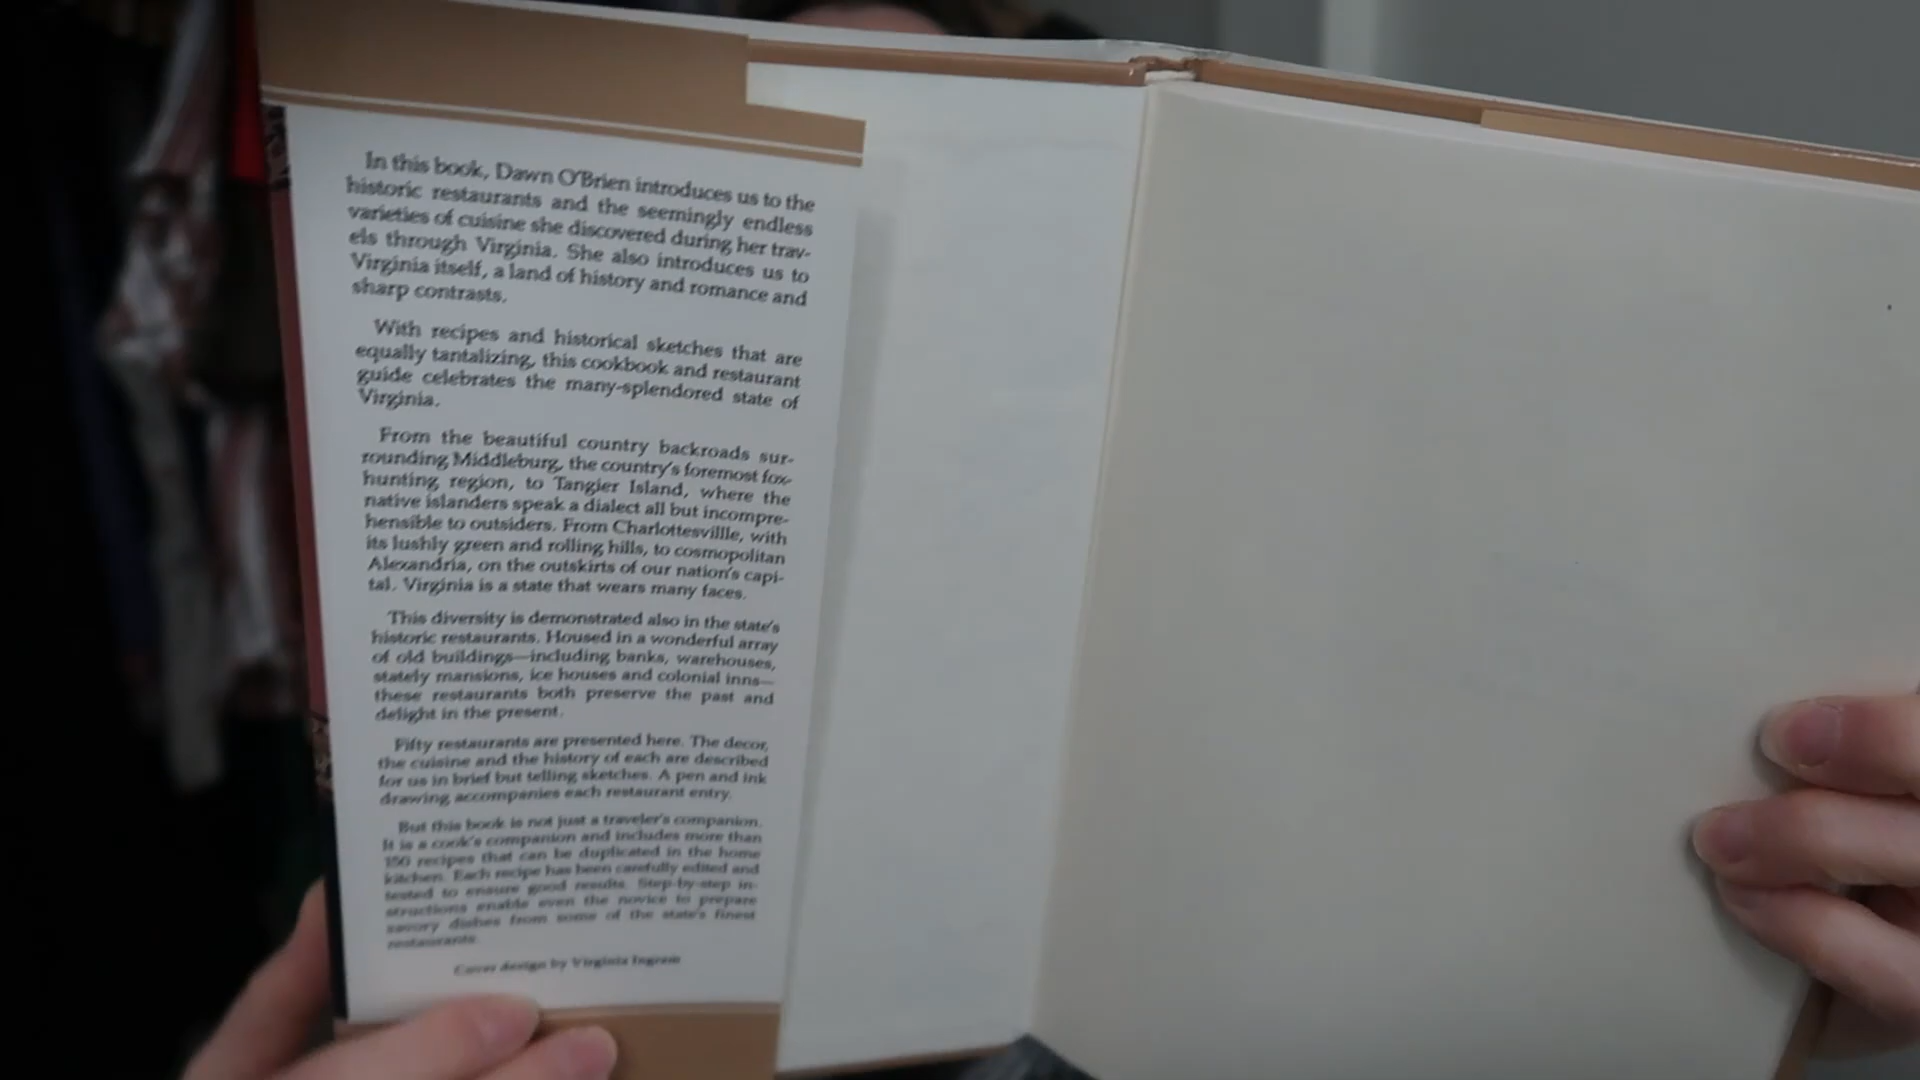 In this book, Dawn O'Brien introduces us to the
historic restaurants and the seemingly endless
varieties of cuisine she discovered during her trav-
els through Virginia. She also introduces us to
Virginia itself, a land of history and romance and
sharp contrasts.
With recipes and historical sketches that are
equally tantalizing, this cookbook and restaurant
guide celebrates the many-splendored state of
Virginia.
From the beautiful country backroads sur-
rounding Middleburg, the country's foremost fox-
hunting region, to Tangier Island, where the
native islanders speak a dialect all but incompre-
hensible to outsiders. From Charlottesvillle, with
its lushly green and rolling hills, to cosmopolitan
Alexandria, on the outskirts of our nation's capi-
tal. Virginia is a state that wears many faces.
This diversity is demonstrated also in the state's
historic restaurants. Housed in a wonderful array
of old buildings—including banks, warehouses,
stately mansions, ice houses and colonial inns—
these restaurants both preserve the past and
delight in the present.
Fifty restaurants are presented here. The decor,
the cuisine and the history of each are described
for us in brief but telling sketches. A pen and ink
drawing accompanies each restaurant entry.
But this book is not just a traveler's companion.
It is a cook's companion and includes more than
150 recipes that can be duplicated in the home
kitchen. Each recipe has been carefully edited and
tested to ensure good results. Step-by-step in-
structions enable even the novice to prepare
savory dishes from some of the state's finest
restaurants.
Cover design by Virginia Ingram